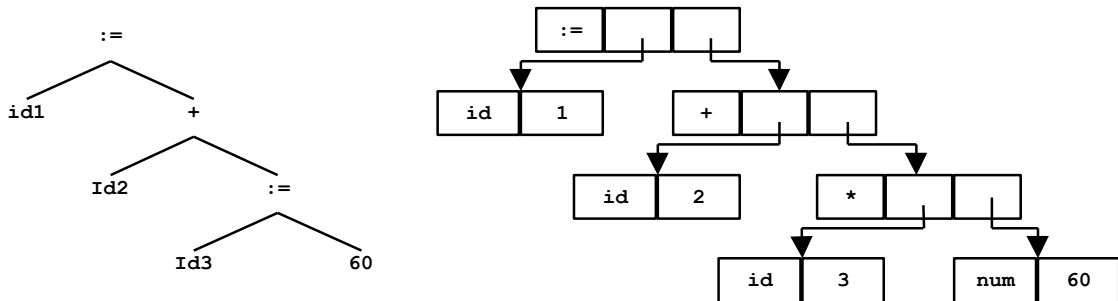 :=
id1 +
Id2 :=
Id3 60
:=
id 1 +
id 2 *
id 3 num 60